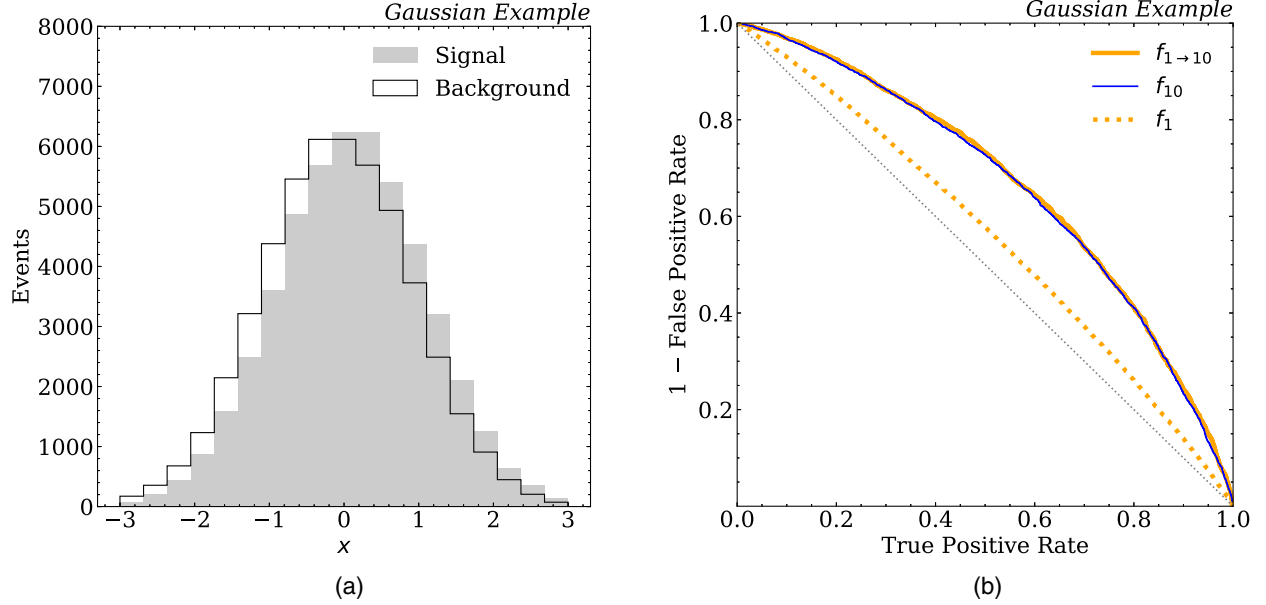 Gaussian Example
8000
7000
6000
5000
4000
3000
2000
1000
0
Events
Signal
Background
−3 −2 −1 0 1 2 3
x
(a)
Gaussian Example
1.0
0.8
0.6
0.4
0.2
1 − False Positive Rate
f1→10
f10
f1
0.0 0.2 0.4 0.6 0.8 1.0
True Positive Rate
(b)